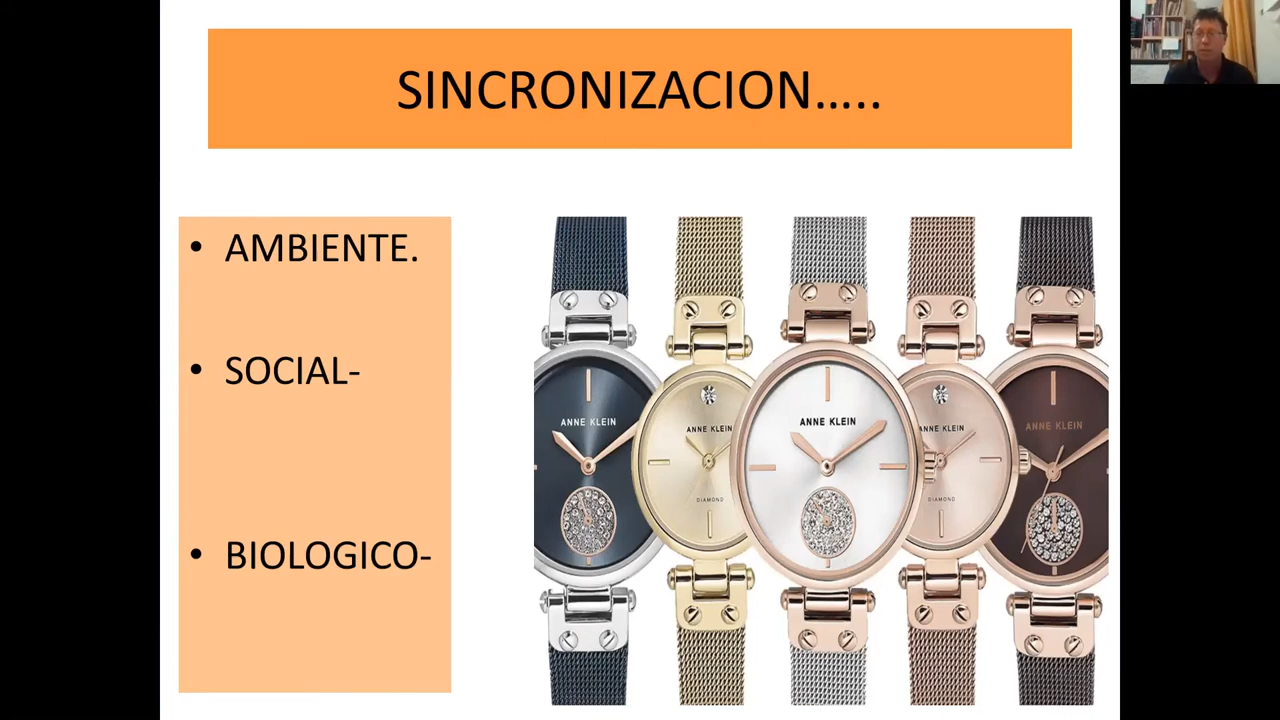 SINCRONIZACION.....
• AMBIENTE.
• SOCIAL-
• BIOLOGICO-
ANNE KLEIN
ANNE KLEIN
DIAMOND
ANNE KLEIN
ANNE KLEIN
DIAMOND
ANNE KLEIN